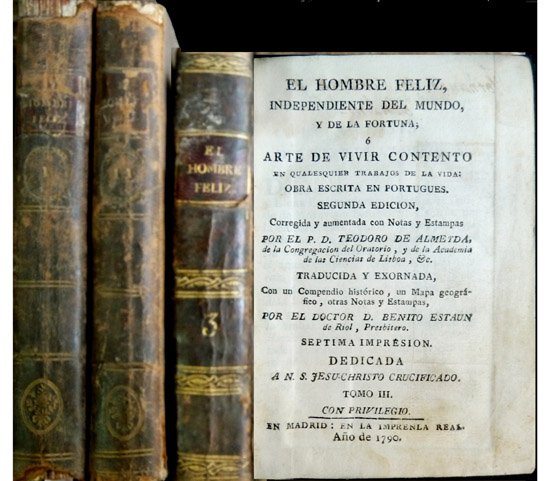 EL
HOMBRE
FELIZ
3
EL HOMBRE FELIZ,
INDEPENDIENTE DEL MUNDO,
Y DE LA FORTUNA;
Ó
ARTE DE VIVIR CONTENTO
EN QUALESQUIER TRABAJOS DE LA VIDA:
OBRA ESCRITA EN PORTUGUES.
SEGUNDA EDICION,
Corregida y aumentada con Notas y Estampas
POR EL P. D. TEODORO DE ALMEYDA,
de la Congregacion del Oratorio, y de la Academia
de las Ciencias de Lisboa, &c.
TRADUCIDA Y EXORNADA,
Con un Compendio histórico, un Mapa geográ-
fico, otras Notas y Estampas,
POR EL DOCTOR D. BENITO ESTAUN
de Riol, Presbítero.
SEPTIMA IMPRESION.
DEDICADA
A N. S. JESU-CHRISTO CRUCIFICADO.
TOMO III.
CON PRIVILEGIO.
EN MADRID: EN LA IMPRENTA REAL.
Año de 1790.